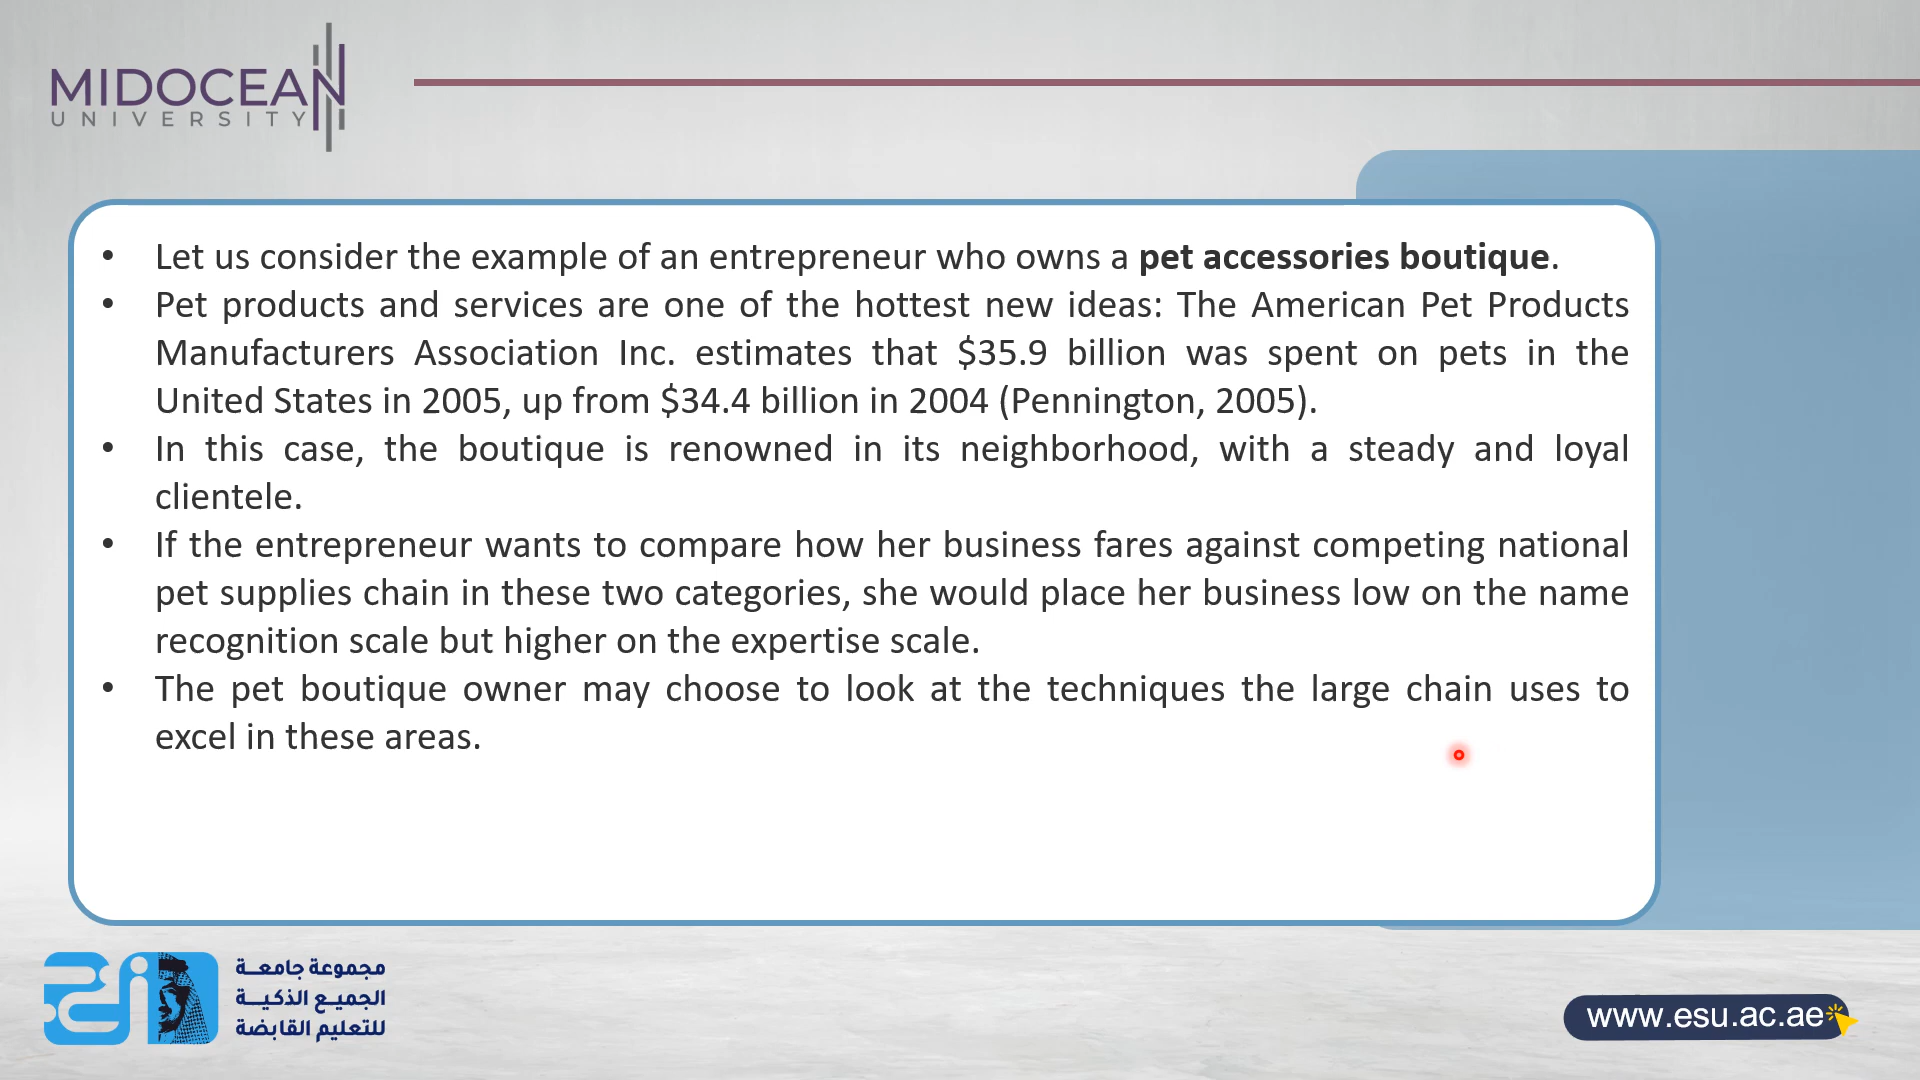 MIDOCEAN
UNIVERSITY
• Let us consider the example of an entrepreneur who owns a pet accessories boutique.
• Pet products and services are one of the hottest new ideas: The American Pet Products
Manufacturers Association Inc. estimates that $35.9 billion was spent on pets in the
United States in 2005, up from $34.4 billion in 2004 (Pennington, 2005).
• In this case, the boutique is renowned in its neighborhood, with a steady and loyal
clientele.
• If the entrepreneur wants to compare how her business fares against competing national
pet supplies chain in these two categories, she would place her business low on the name
recognition scale but higher on the expertise scale.
• The pet boutique owner may choose to look at the techniques the large chain uses to
excel in these areas.
مجموعة جامعـــة
الجميـع الذكيـــة
للتعليم القابضة
www.esu.ac.ae